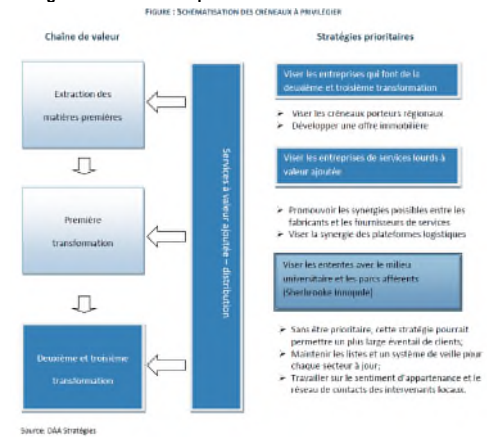 FIGURE : SCHÉMATISATION DES CRÉNEAUX À PRIVILÉGIER
Chaîne de valeur
Extraction des
matières premières
Première
transformation
Deuxième et troisième
transformation
Services à valeur ajoutée – distribution
Stratégies prioritaires
Viser les entreprises qui font de la
deuxième et troisième transformation
➢ Viser les créneaux porteurs régionaux
➢ Développer une offre immobilière
Viser les entreprises de services lourds à
valeur ajoutée
➢ Promouvoir les synergies possibles entre les
fabricants et les fournisseurs de services
➢ Viser la synergie des plateformes logistiques
Viser les ententes avec le milieu
universitaire et les parcs afférents
(Sherbrooke Innopole)
➢ Sans être prioritaire, cette stratégie pourrait
permettre un plus large éventail de clients;
➢ Maintenir les listes et un système de veille pour
chaque secteur à jour;
➢ Travailler sur le sentiment d'appartenance et le
réseau de contacts des intervenants locaux.
Source: DAA Stratégies